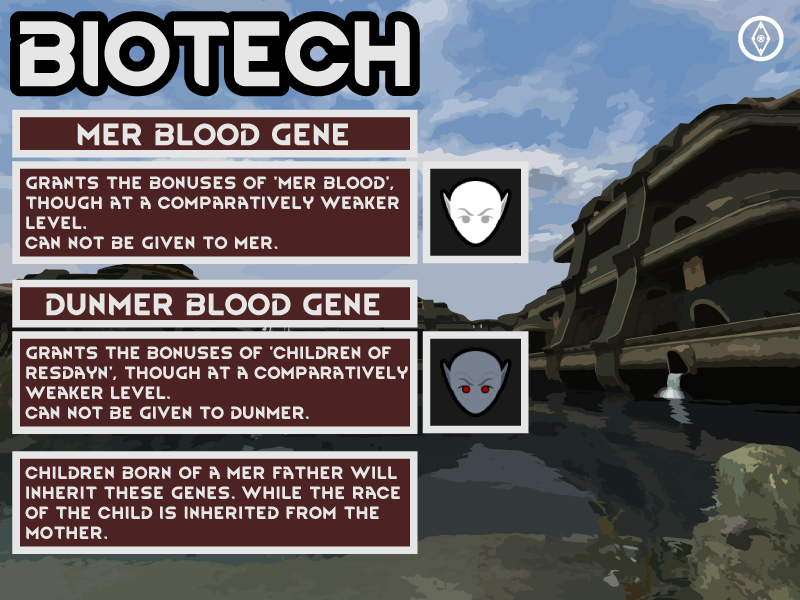 BIOTECH
MER BLOOD GENE
GRANTS THE BONUSES OF 'MER BLOOD',
THOUGH AT A COMPARATIVELY WEAKER
LEVEL.
CAN NOT BE GIVEN TO MER.
DUNMER BLOOD GENE
GRANTS THE BONUSES OF 'CHILDREN OF
RESDAYN', THOUGH AT A COMPARATIVELY
WEAKER LEVEL.
CAN NOT BE GIVEN TO DUNMER.
CHILDREN BORN OF A MER FATHER WILL
INHERIT THESE GENES. WHILE THE RACE
OF THE CHILD IS INHERITED FROM THE
MOTHER.